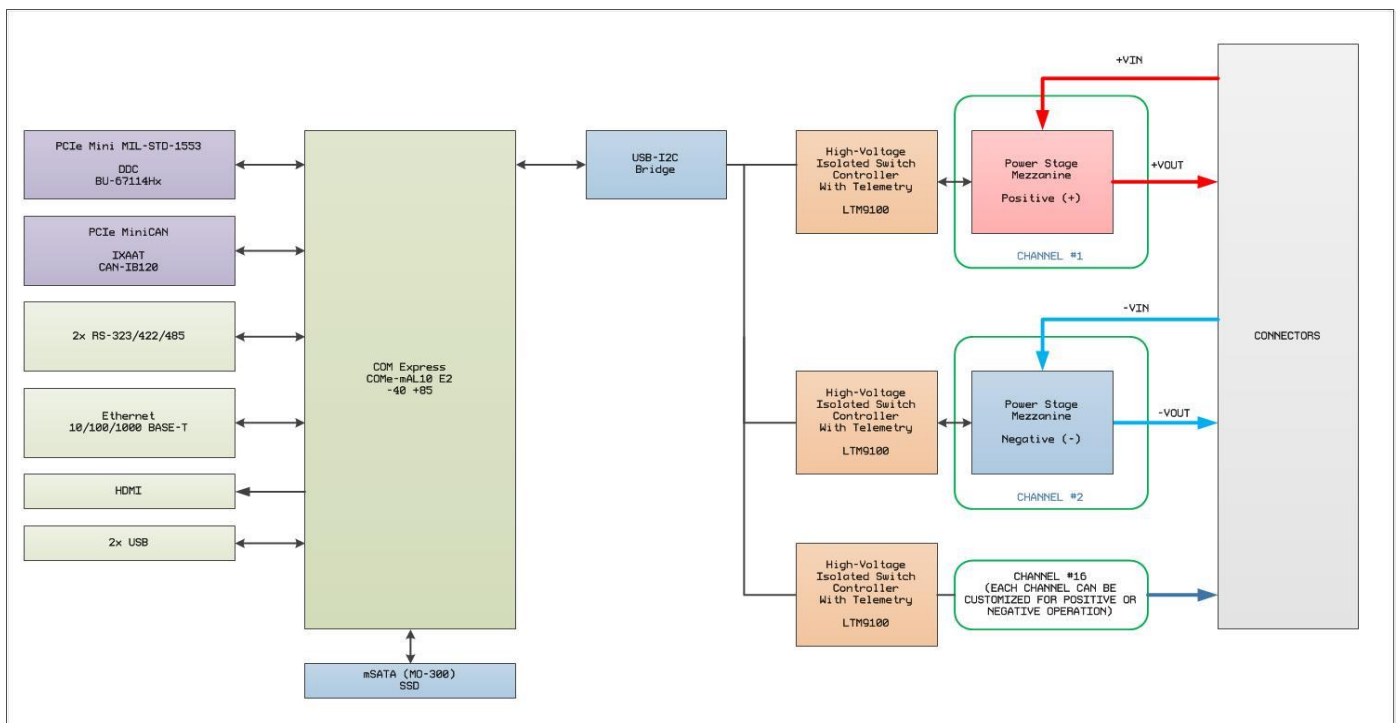 PCIe Mini MIL-STD-1553
DDC
BU-67114Hx
PCIe MiniCAN
IXAAT
CAN-IB120
2x RS-323/422/485
Ethernet
10/100/1000 BASE-T
HDMI
2x USB
COM Express
COMe-mAL10 E2
-40 +85
mSATA (MO-300)
SSD
USB-I2C
Bridge
High-Voltage
Isolated Switch
Controller
With Telemetry
LTM9100
Power Stage
Mezzanine
Positive (+)
CHANNEL #1
+VIN
+VOUT
High-Voltage
Isolated Switch
Controller
With Telemetry
LTM9100
Power Stage
Mezzanine
Negative (-)
CHANNEL #2
-VIN
-VOUT
High-Voltage
Isolated Switch
Controller
With Telemetry
LTM9100
CHANNEL #16
(EACH CHANNEL CAN BE
CUSTOMIZED FOR POSITIVE OR
NEGATIVE OPERATION)
CONNECTORS